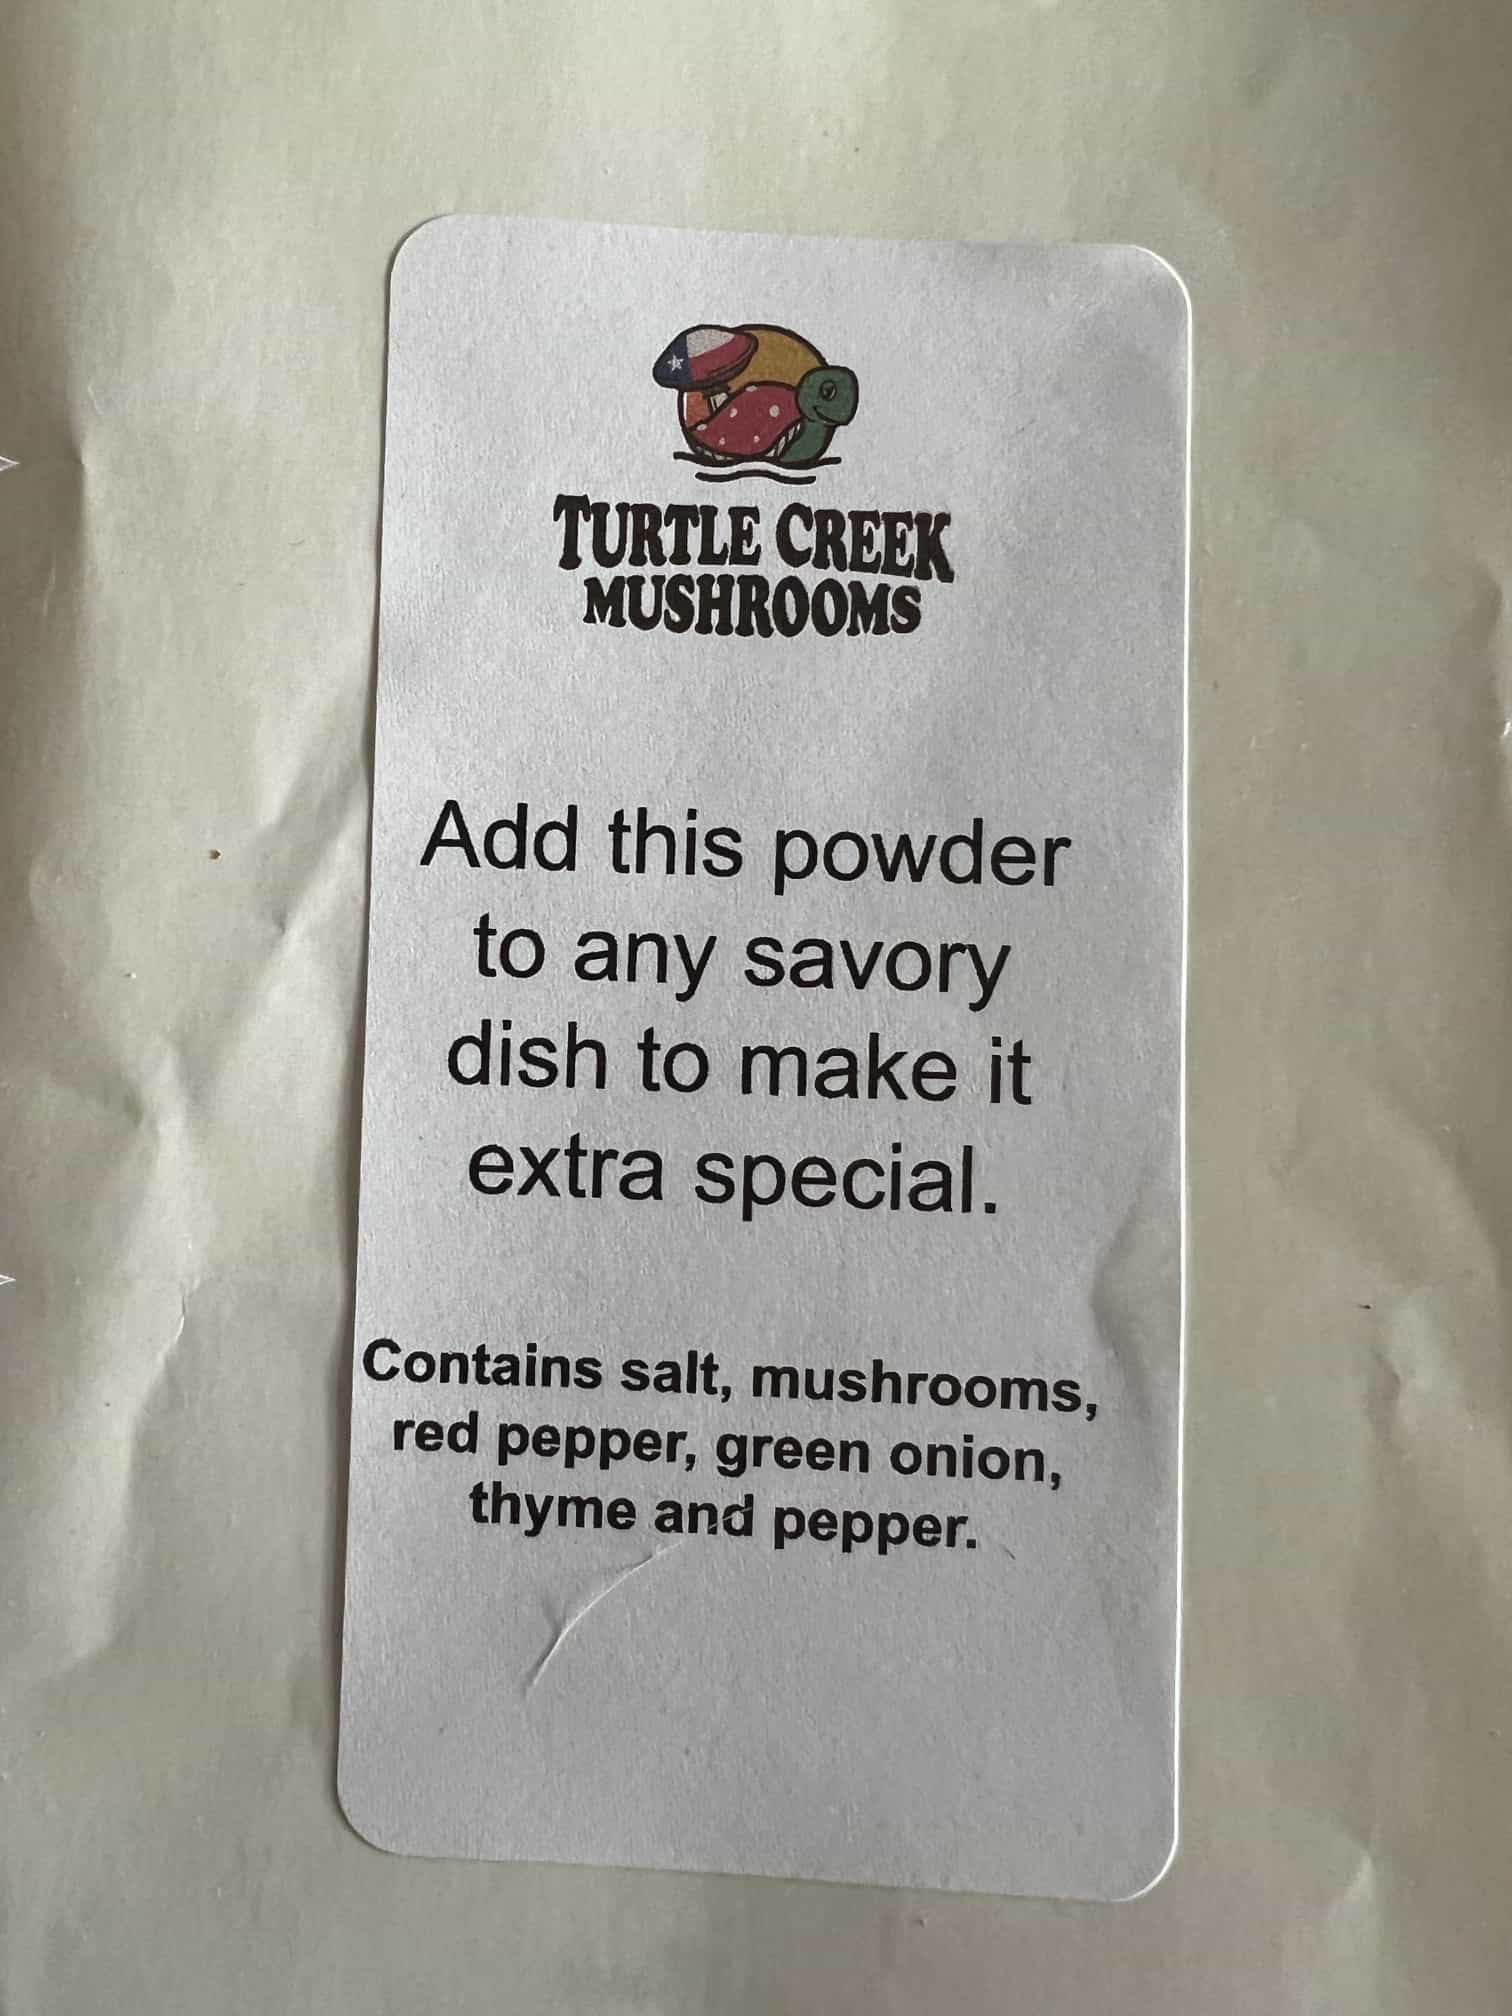 TURTLE CREEK
MUSHROOMS
Add this powder
to any savory
dish to make it
extra special.
Contains salt, mushrooms,
red pepper, green onion,
thyme and pepper.